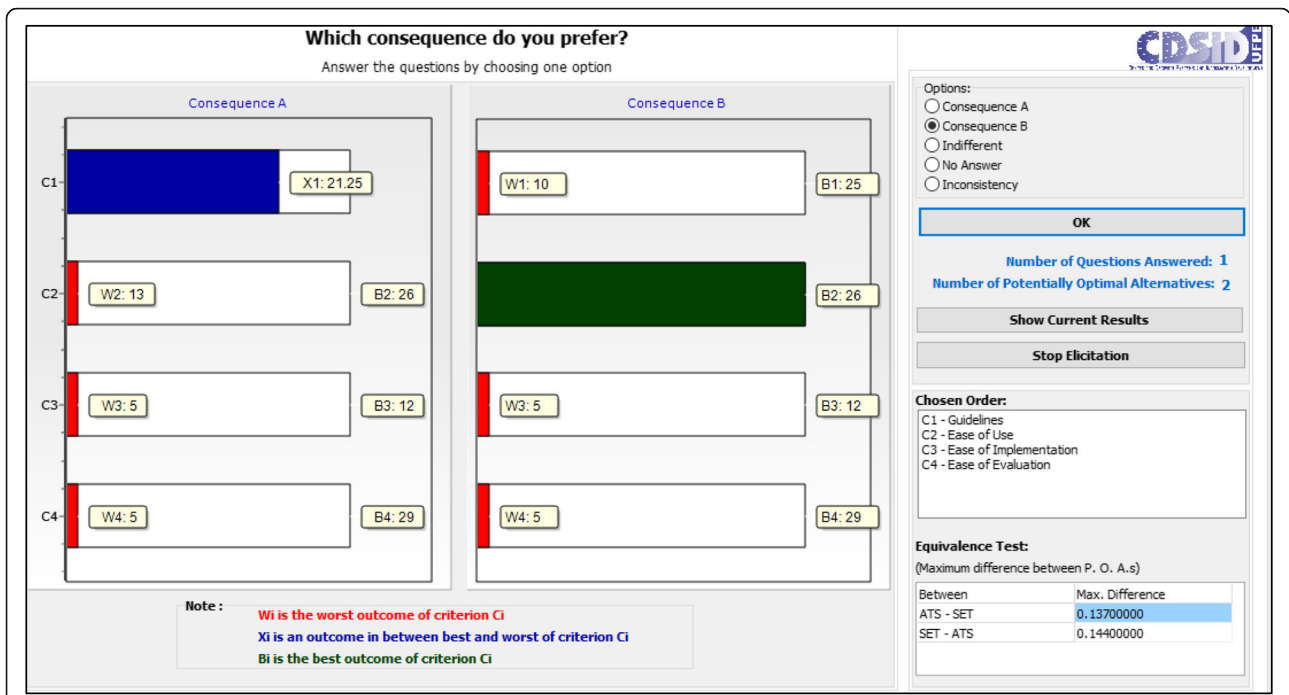 Which consequence do you prefer?
Answer the questions by choosing one option
CDSID
UFPE
Consequence A
C1
X1: 21.25
C2
W2: 13
B2: 26
C3
W3: 5
B3: 12
C4
W4: 5
B4: 29
Consequence B
W1: 10
B1: 25
B2: 26
W3: 5
B3: 12
W4: 5
B4: 29
Note :
Wi is the worst outcome of criterion Ci
Xi is an outcome in between best and worst of criterion Ci
Bi is the best outcome of criterion Ci
Options:
Consequence A
Consequence B
Indifferent
No Answer
Inconsistency
OK
Number of Questions Answered: 1
Number of Potentially Optimal Alternatives: 2
Show Current Results
Stop Elicitation
Chosen Order:
C1 - Guidelines
C2 - Ease of Use
C3 - Ease of Implementation
C4 - Ease of Evaluation
Equivalence Test:
(Maximum difference between P. O. A.s)
Between Max. Difference
ATS - SET 0.13700000
SET - ATS 0.14400000